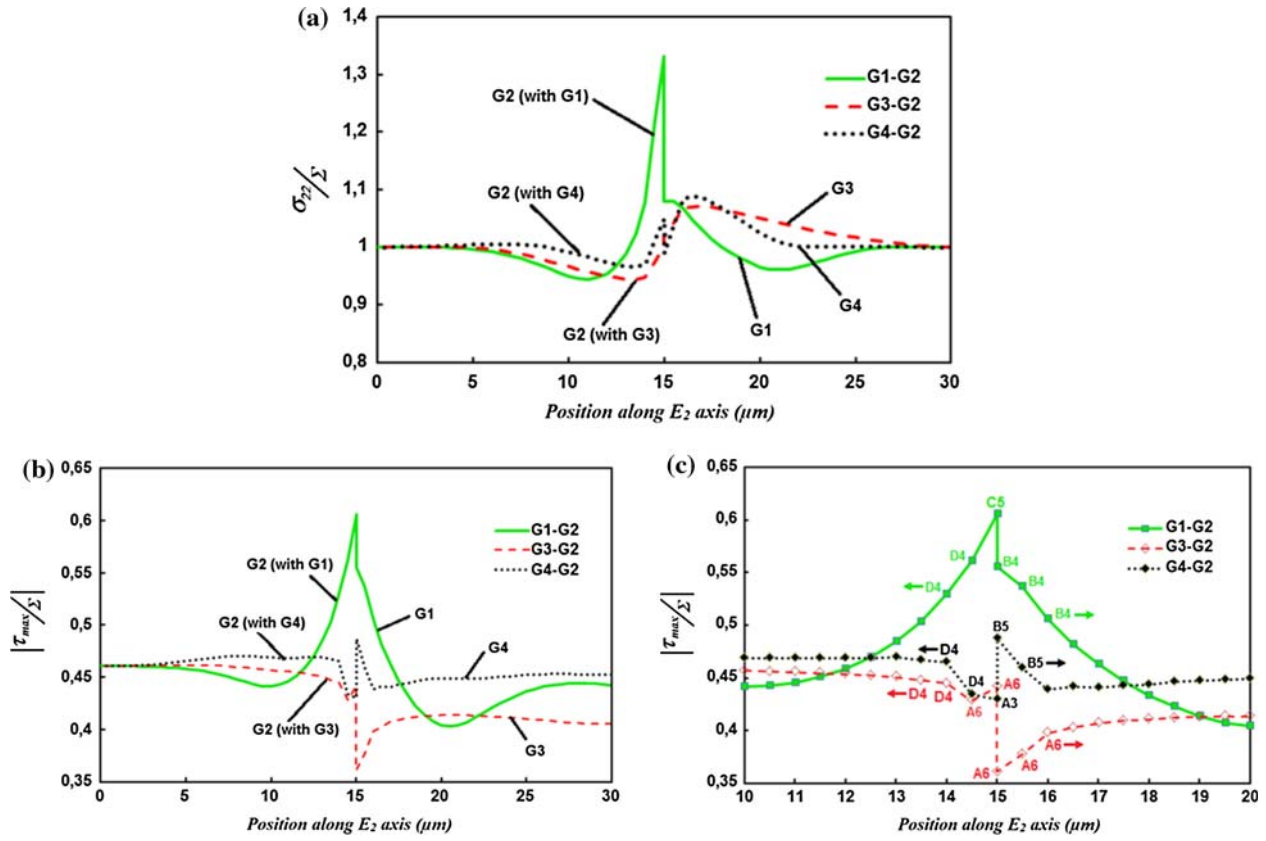 (a)
1,4
1,3
1,2
1,1
1
0,9
0,8
σ22/Σ
G2 (with G1)
G2 (with G4)
G2 (with G3)
G3
G4
G1
G1-G2
G3-G2
G4-G2
0 5 10 15 20 25 30
Position along E2 axis (μm)
(b)
0,65
0,6
0,55
0,5
0,45
0,4
0,35
|τmax/Σ|
G2 (with G1)
G2 (with G4)
G2 (with G3)
G1
G4
G3
G1-G2
G3-G2
G4-G2
0 5 10 15 20 25 30
Position along E2 axis (μm)
(c)
0,65
0,6
0,55
0,5
0,45
0,4
0,35
|τmax/Σ|
C5
D4
B4
D4
B4
B4
B5
D4
B5
D4
A3
A6
D4 D4
A6
A6
A6
A6
G1-G2
G3-G2
G4-G2
10 11 12 13 14 15 16 17 18 19 20
Position along E2 axis (μm)